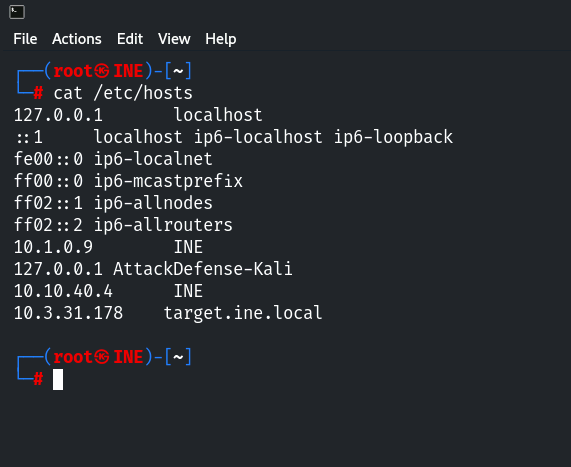 File Actions Edit View Help
┌──(root㉿INE)-[~]
└─# cat /etc/hosts
127.0.0.1       localhost
::1     localhost ip6-localhost ip6-loopback
fe00::0 ip6-localnet
ff00::0 ip6-mcastprefix
ff02::1 ip6-allnodes
ff02::2 ip6-allrouters
10.1.0.9        INE
127.0.0.1 AttackDefense-Kali
10.10.40.4      INE
10.3.31.178    target.ine.local
┌──(root㉿INE)-[~]
└─#